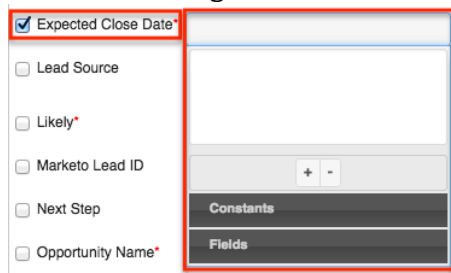 Expected Close Date*
Lead Source
Likely*
Marketo Lead ID
+ -
Next Step
Constants
Opportunity Name*
Fields